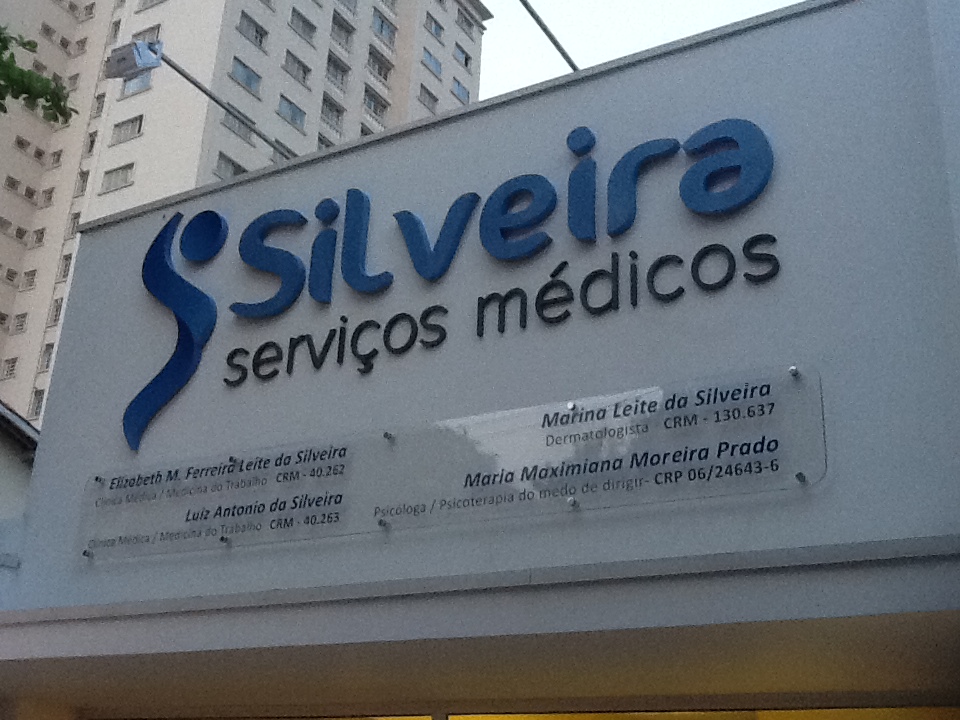 Silveira
serviços médicos
Elizabeth M. Ferreira Leite da Silveira
Clínica Médica / Medicina do Trabalho CRM - 40.262
Luiz Antonio da Silveira
Clínica Médica / Medicina do Trabalho CRM - 40.263
Marina Leite da Silveira
Dermatologista CRM - 130.637
Maria Maximiana Moreira Prado
Psicóloga / Psicoterapia do medo de dirigir- CRP 06/24643-6